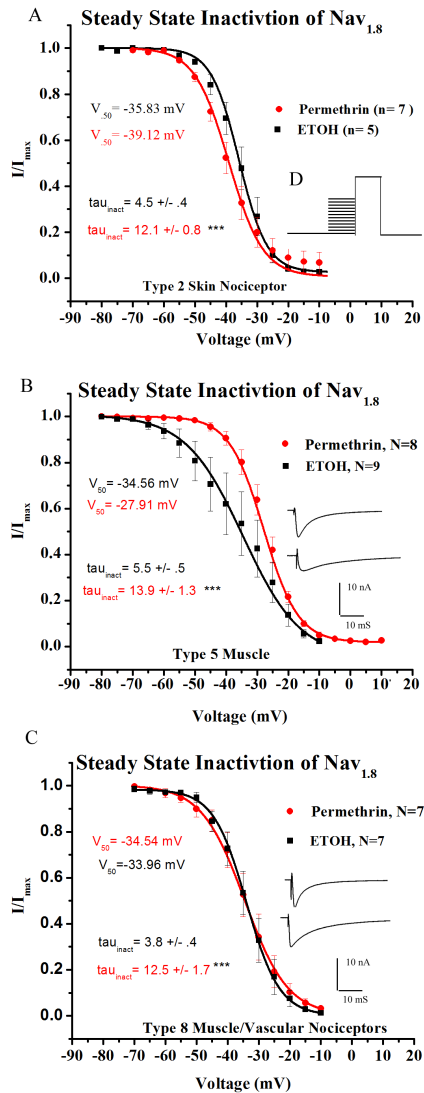 A
Steady State Inactivtion of Nav1.8
1.0
0.8
0.6
0.4
0.2
0.0
I/Imax
V.50= -35.83 mV
V.50= -39.12 mV
Permethrin (n= 7 )
ETOH (n= 5)
D
tauinact= 4.5 +/- .4
tauinact= 12.1 +/- 0.8 ***
Type 2 Skin Nociceptor
-90 -80 -70 -60 -50 -40 -30 -20 -10 0 10 20
Voltage (mV)
B
Steady State Inactivtion of Nav1.8
1.0
0.8
0.6
0.4
0.2
0.0
I/Imax
Permethrin, N=8
ETOH, N=9
V50= -34.56 mV
V50= -27.91 mV
tauinact= 5.5 +/- .5
tauinact= 13.9 +/- 1.3 ***
10 nA
10 mS
Type 5 Muscle
-80 -70 -60 -50 -40 -30 -20 -10 0 10
Voltage (mV)
C
Steady State Inactivtion of Nav1.8
1.0
0.8
0.6
0.4
0.2
0.0
I/Imax
Permethrin, N=7
ETOH, N=7
V50= -34.54 mV
V50= -33.96 mV
tauinact= 3.8 +/- .4
tauinact= 12.5 +/- 1.7 ***
10 nA
10 mS
Type 8 Muscle/Vascular Nociceptors
-80 -70 -60 -50 -40 -30 -20 -10 0 10 20
Voltage (mV)